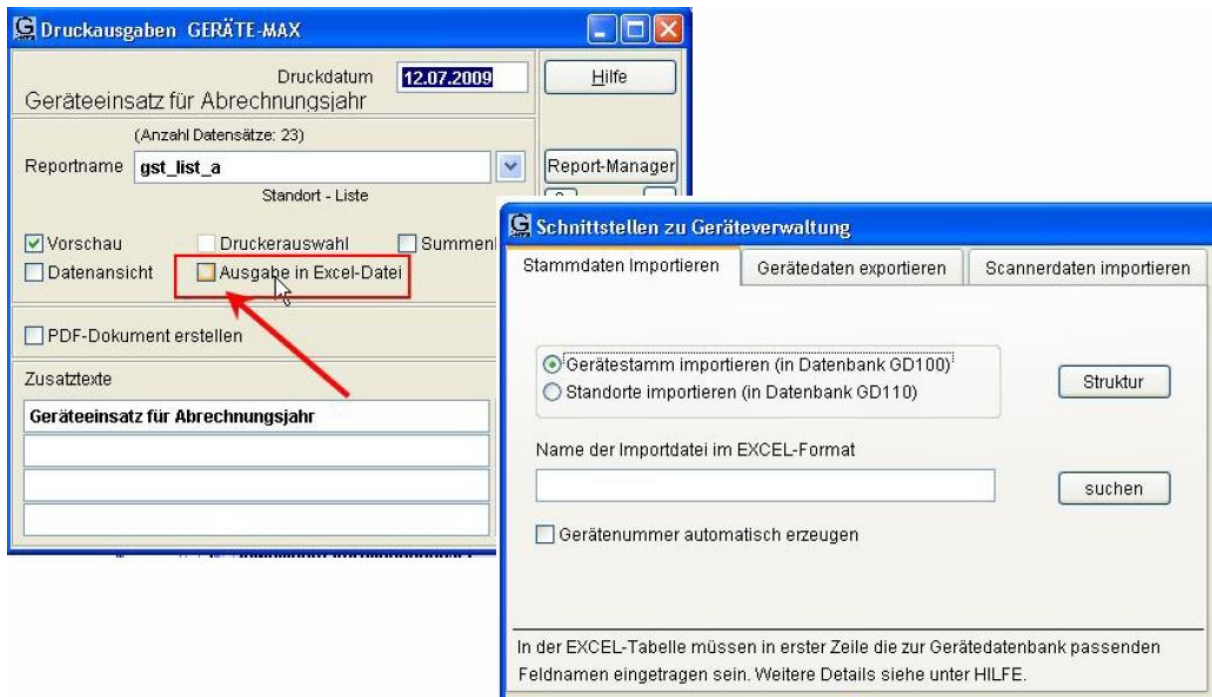 Druckausgaben GERÄTE-MAX
Druckdatum 12.07.2009
Hilfe
Geräteeinsatz für Abrechnungsjahr
(Anzahl Datensätze: 23)
Reportname gst_list_a
Report-Manager
Standort - Liste
Vorschau Druckerauswahl
Datenansicht Ausgabe in Excel-Datei
PDF-Dokument erstellen
Zusatztexte
Geräteeinsatz für Abrechnungsjahr
Schnittstellen zu Geräteverwaltung
Stammdaten Importieren Gerätedaten exportieren Scannerdaten importieren
Gerätestamm importieren (in Datenbank GD100)
Standorte importieren (in Datenbank GD110)
Struktur
Name der Importdatei im EXCEL-Format
suchen
Gerätenummer automatisch erzeugen
In der EXCEL-Tabelle müssen in erster Zeile die zur Gerätedatenbank passenden
Feldnamen eingetragen sein. Weitere Details siehe unter HILFE.